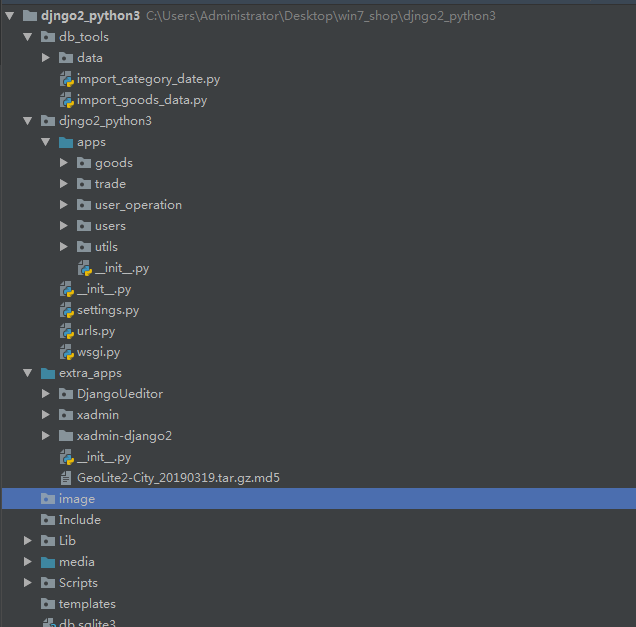 djngo2_python3 C:\Users\Administrator\Desktop\win7_shop\djngo2_python3
db_tools
data
import_category_date.py
import_goods_data.py
djngo2_python3
apps
goods
trade
user_operation
users
utils
__init__.py
__init__.py
settings.py
urls.py
wsgi.py
extra_apps
DjangoUeditor
xadmin
xadmin-django2
__init__.py
GeoLite2-City_20190319.tar.gz.md5
image
Include
Lib
media
Scripts
templates
db.sqlite3